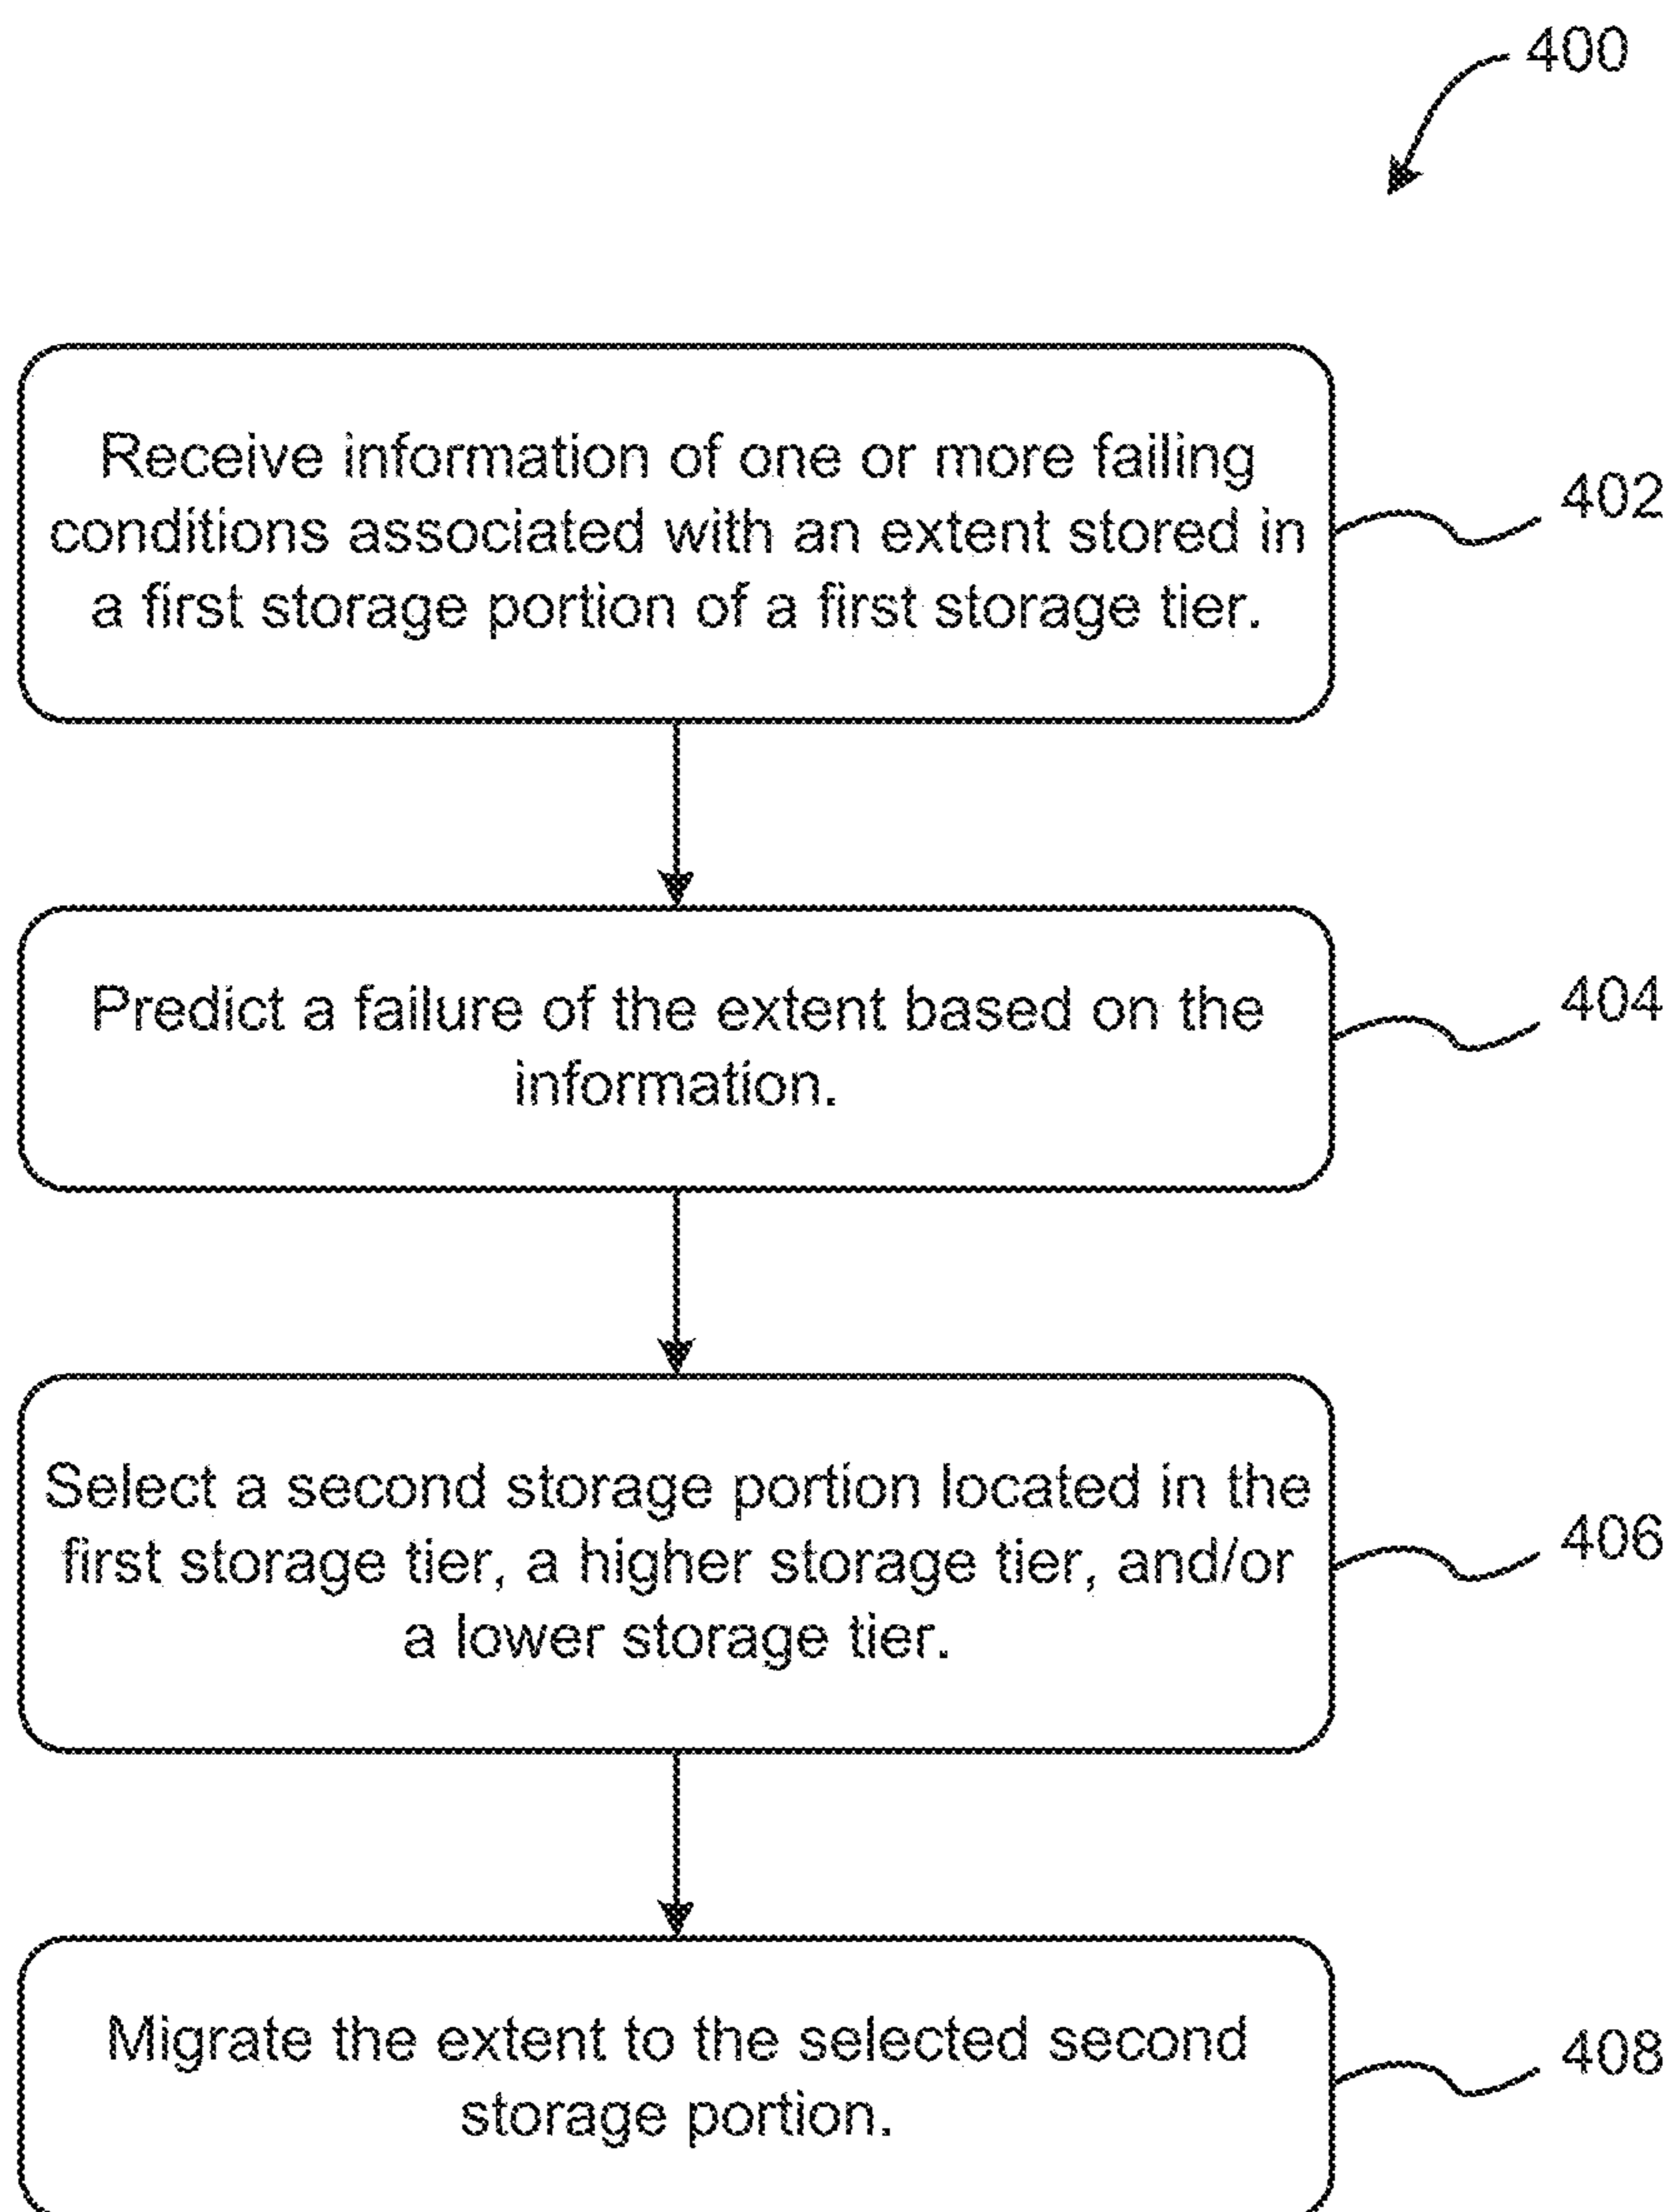 400
Receive information of one or more failing
conditions associated with an extent stored in
a first storage portion of a first storage tier.
402
Predict a failure of the extent based on the
information.
404
Select a second storage portion located in the
first storage tier, a higher storage tier, and/or
a lower storage tier.
406
Migrate the extent to the selected second
storage portion.
408